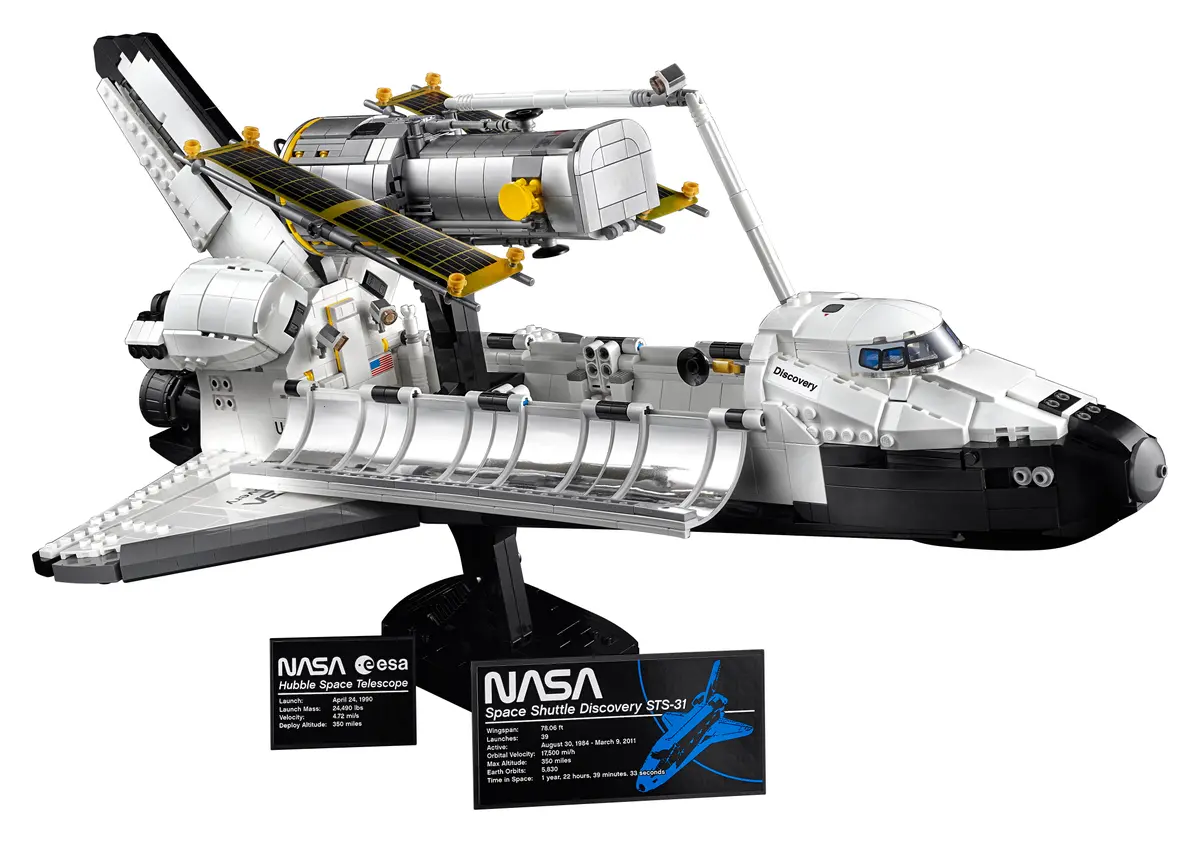 Discovery
NASA esa
Hubble Space Telescope
Launch: April 24, 1990
Launch Mass: 24,490 lbs
Velocity: 4.72 mi/s
Deploy Altitude: 350 miles
NASA
Space Shuttle Discovery STS-31
Wingspan: 78.06 ft
Launches: 39
Active: August 30, 1984 - March 9, 2011
Orbital Velocity: 17,500 mi/h
Max Altitude: 350 miles
Earth Orbits: 5,830
Time in Space: 1 year, 22 hours, 39 minutes, 33 seconds